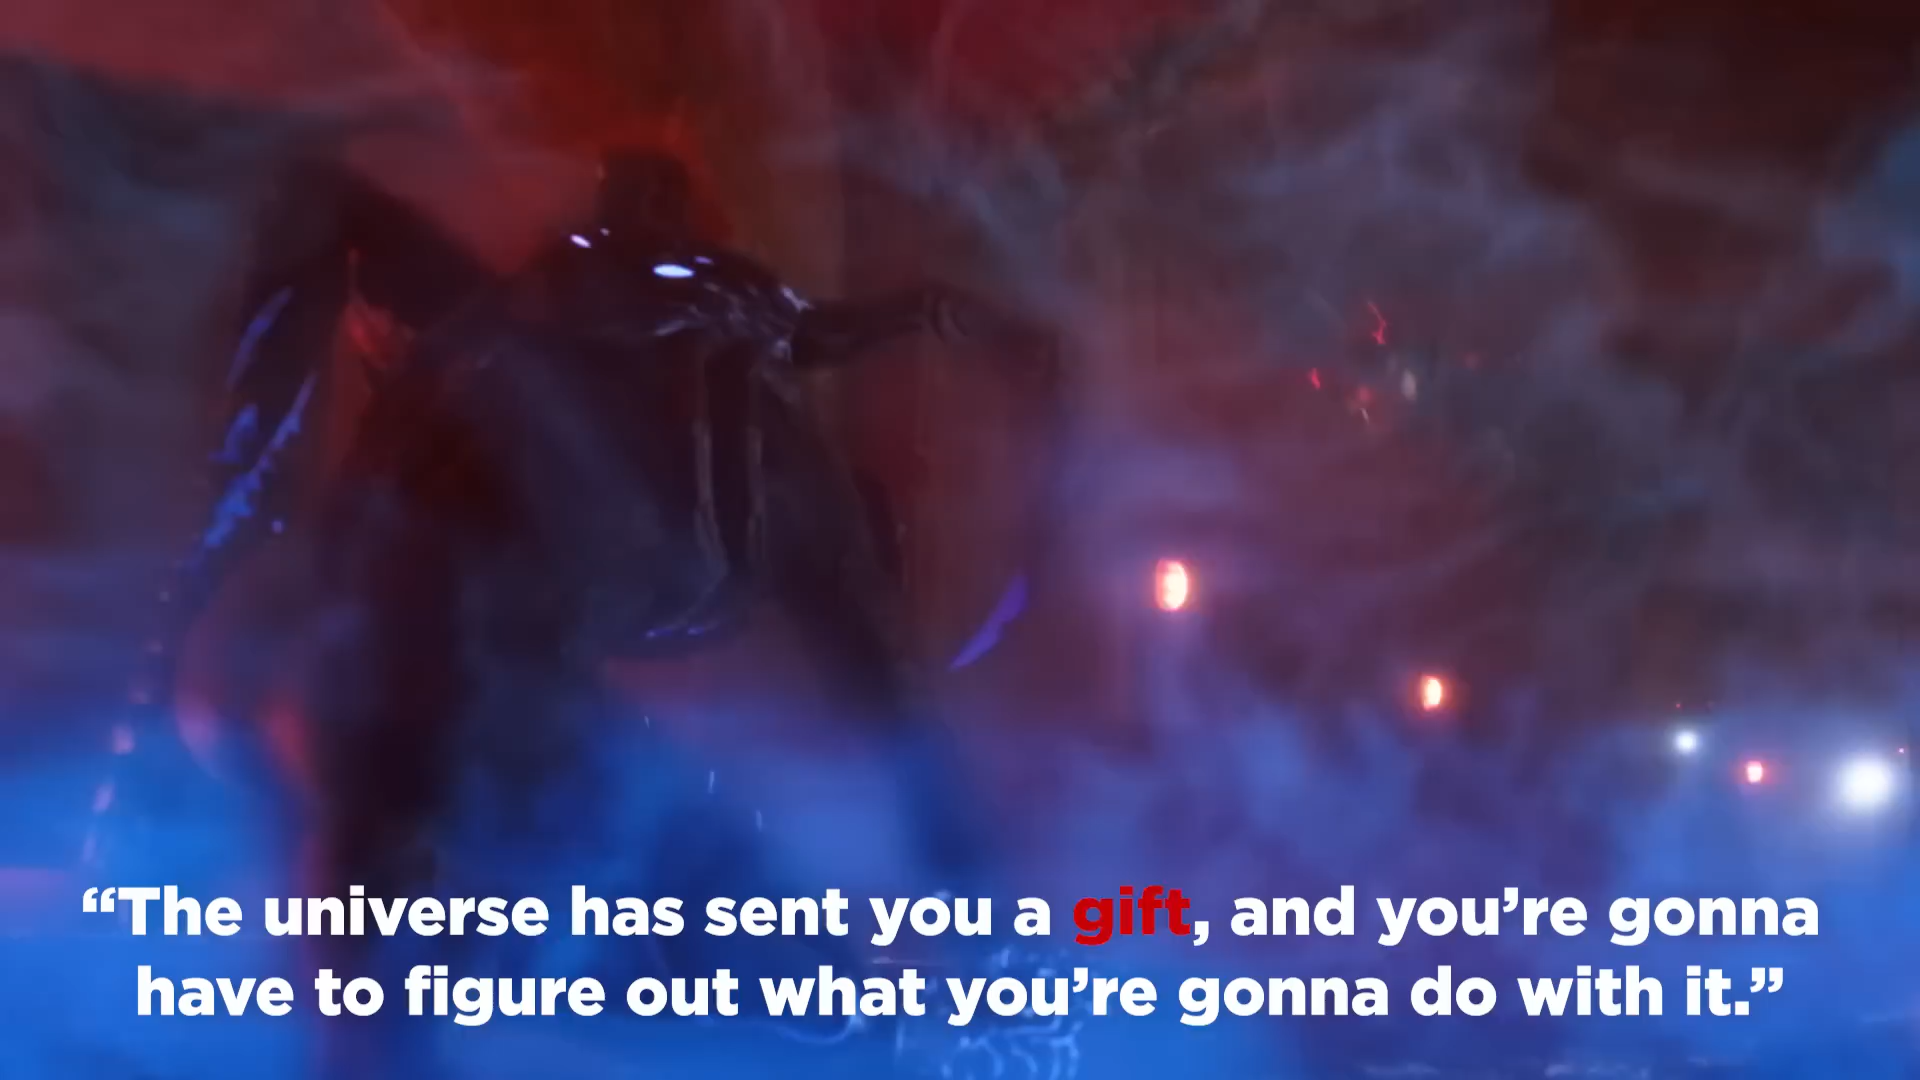 “The universe has sent you a gift, and you’re gonna
have to figure out what you’re gonna do with it.”